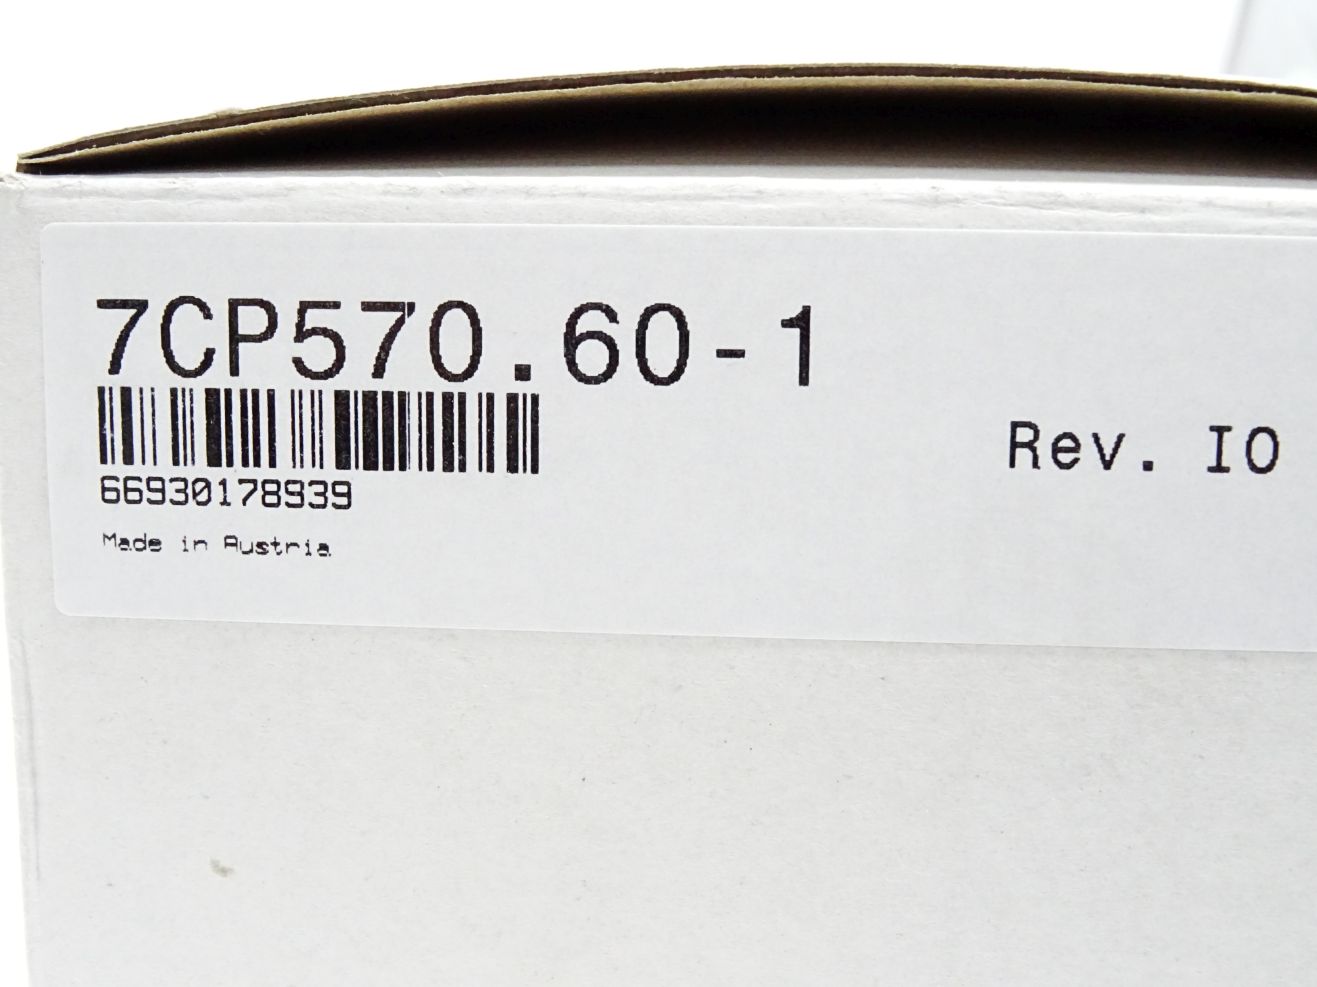 7CP570.60-1
Rev. I0
66930178939
Made in Austria